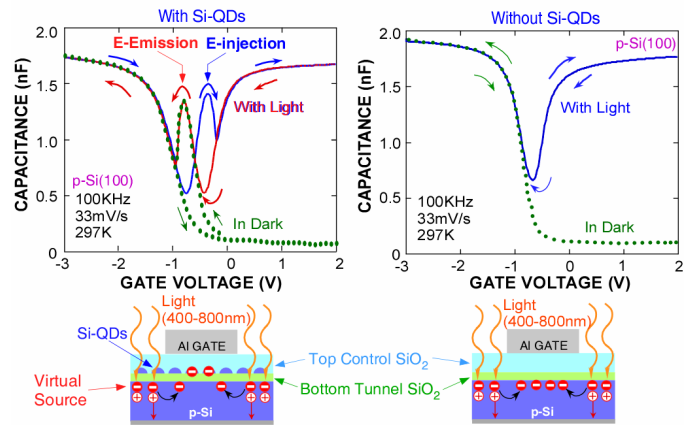 With Si-QDs
E-Emission
E-injection
With Light
p-Si(100)
100KHz
33mV/s
297K
In Dark
CAPACITANCE (nF)
2.0
1.5
1.0
0.5
0
-3 -2 -1 0 1 2
GATE VOLTAGE (V)
Without Si-QDs
p-Si(100)
With Light
100KHz
33mV/s
297K
In Dark
CAPACITANCE (nF)
2.0
1.5
1.0
0.5
0
-3 -2 -1 0 1 2
GATE VOLTAGE (V)
Light
(400-800nm)
Si-QDs
Al GATE
Virtual
Source
p-Si
Top Control SiO2
Bottom Tunnel SiO2
Light
(400-800nm)
Al GATE
p-Si